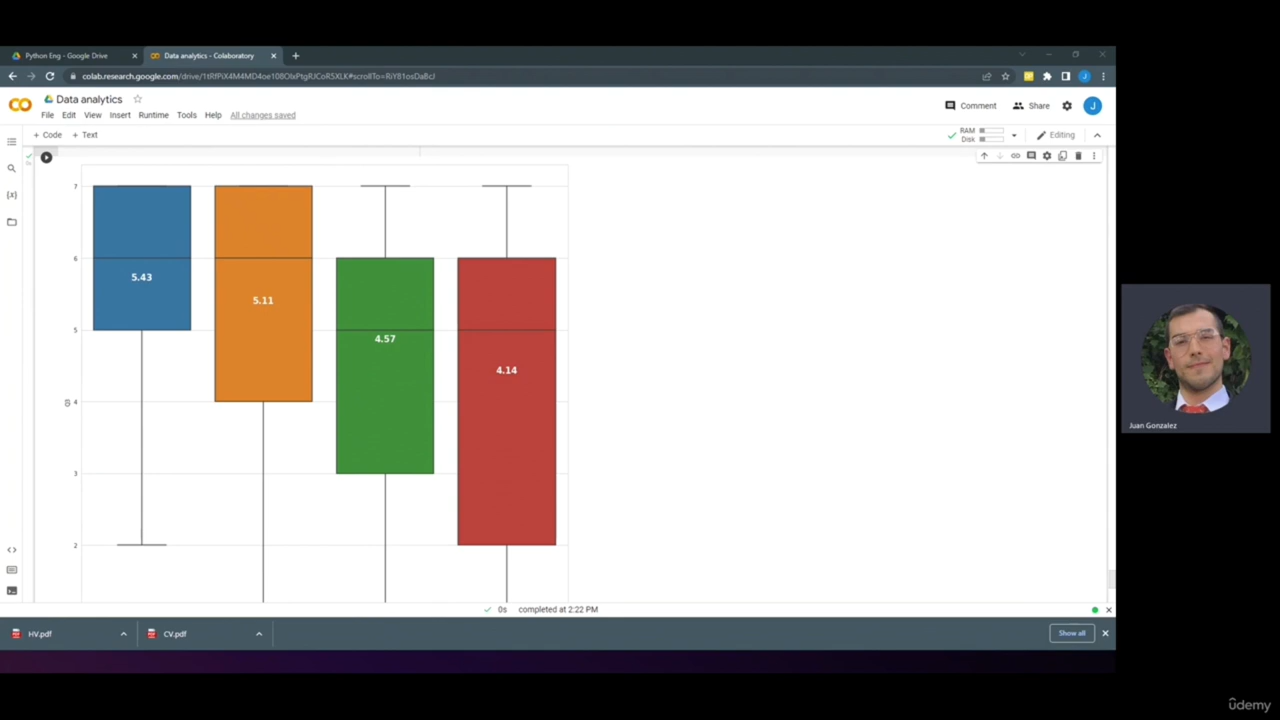 Python Eng - Google Drive
Data analytics - Colaboratory
Data analytics
File Edit View Insert Runtime Tools Help All changes saved
Comment
Share
J
+ Code + Text
RAM
Disk
Editing
7
6
5
4
3
2
Q3
5.43
5.11
4.57
4.14
0s completed at 2:22 PM
HV.pdf
CV.pdf
Show all
Juan Gonzalez
ûdemy